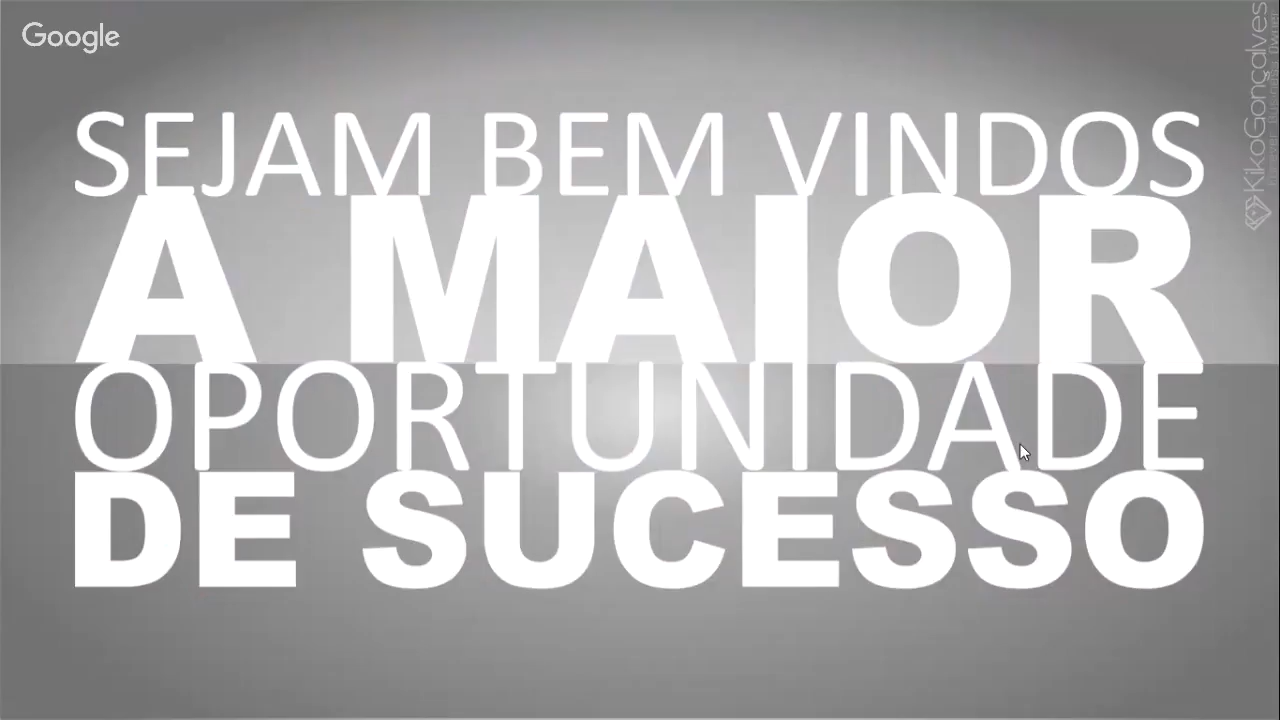 Google
SEJAM BEM VINDOS
A MAIOR
OPORTUNIDADE
DE SUCESSO
KikoGonçalves